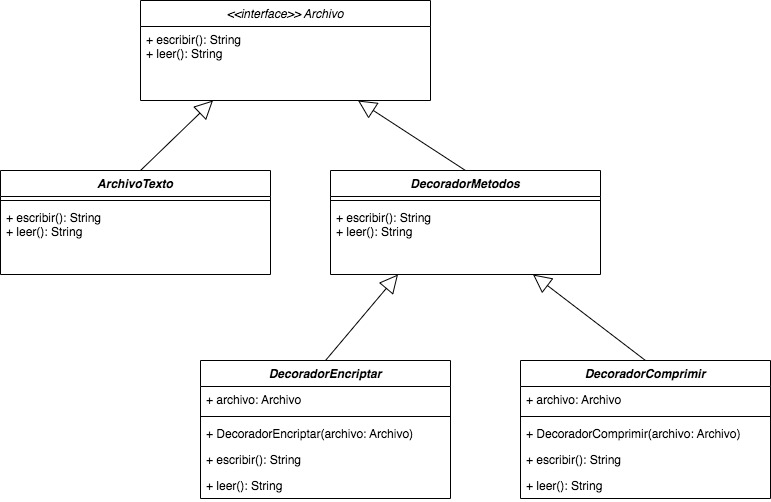 <<interface>> Archivo
+ escribir(): String
+ leer(): String
ArchivoTexto
+ escribir(): String
+ leer(): String
DecoradorMetodos
+ escribir(): String
+ leer(): String
DecoradorEncriptar
+ archivo: Archivo
+ DecoradorEncriptar(archivo: Archivo)
+ escribir(): String
+ leer(): String
DecoradorComprimir
+ archivo: Archivo
+ DecoradorComprimir(archivo: Archivo)
+ escribir(): String
+ leer(): String